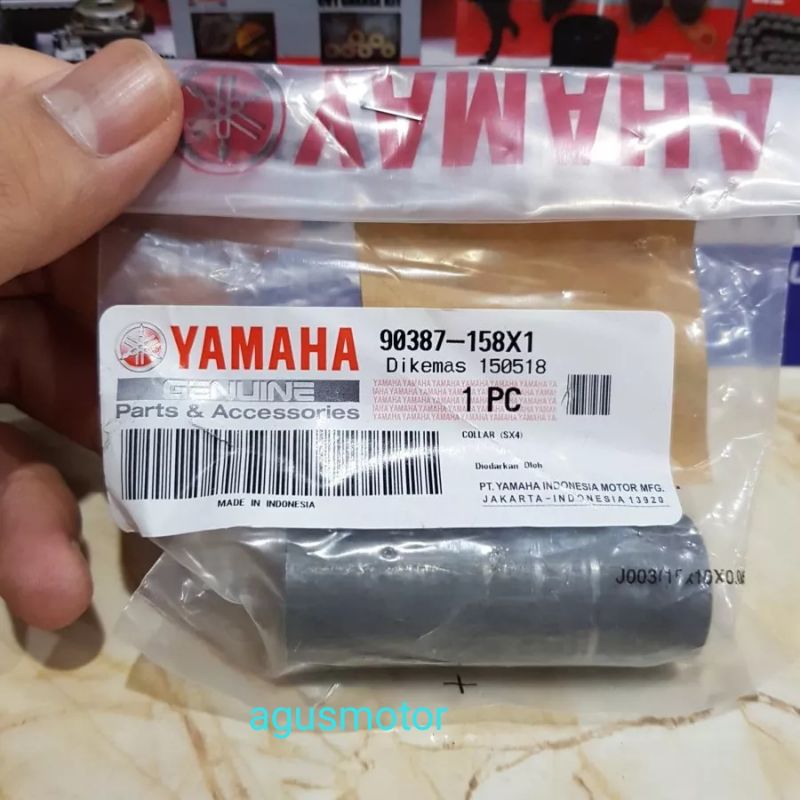 YAMAHA
YAMAHA
90387-158X1
Dikemas 150518
GENUINE
Parts & Accessories
1 PC
COLLAR (SX4)
Diedarkan Oleh
PT. YAMAHA INDONESIA MOTOR MFG.
JAKARTA-INDONESIA 13920
MADE IN INDONESIA
agusmotor